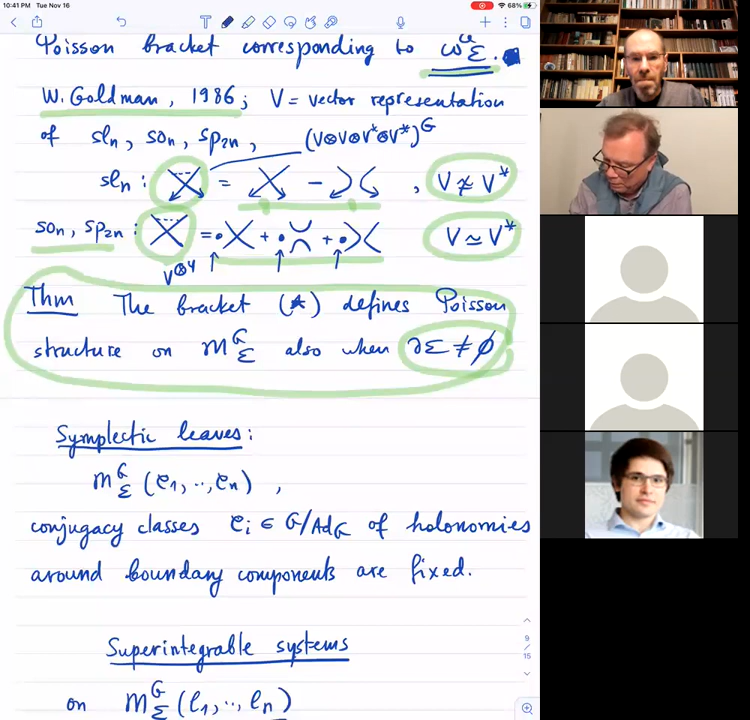 10:41 PM Tue Nov 16
68%
Poisson bracket corresponding to ω^G_Σ.
W. Goldman, 1986; V = vector representation
of sl_n, so_n, sp_2n, (V⊗V⊗V*⊗V*)^G
sl_n : = - , V ≄ V*
so_n, sp_2n : = • + • + • V ≃ V*
V^⊗4
Thm The bracket (*) defines Poisson
structure on M^G_Σ also when ∂Σ ≠ ∅
Symplectic leaves:
M^G_Σ (C_1, .., C_n) ,
conjugacy classes C_i ∈ G/Ad_G of holonomies
around boundary components are fixed.
9
/
15
Superintegrable systems
on M^G_Σ (C_1, .., C_n)